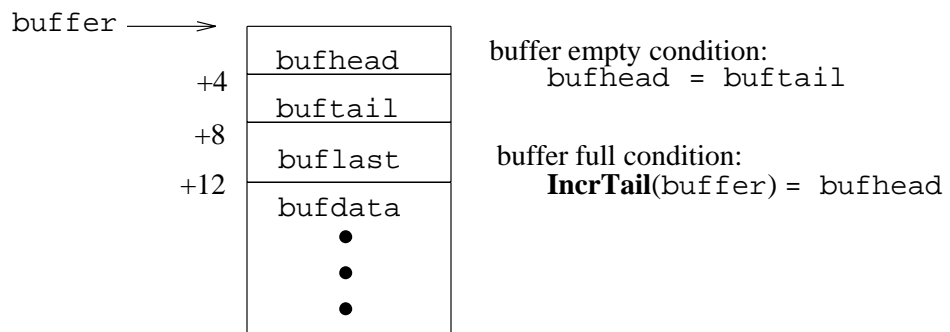 buffer
bufhead
+4
buftail
+8
buflast
+12
bufdata
buffer empty condition:
bufhead = buftail
buffer full condition:
IncrTail(buffer) = bufhead